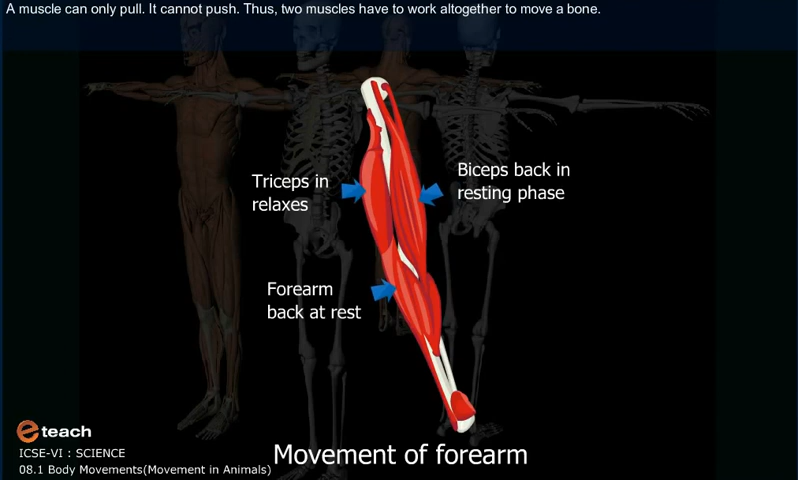 A muscle can only pull. It cannot push. Thus, two muscles have to work altogether to move a bone.
Triceps in
relaxes
Biceps back in
resting phase
Forearm
back at rest
e teach
ICSE-VI : SCIENCE
08.1 Body Movements(Movement in Animals)
Movement of forearm